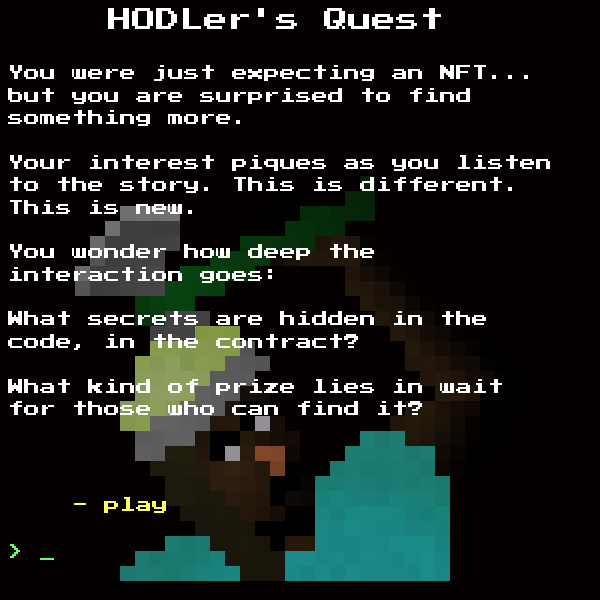 HODLer's Quest
You were just expecting an NFT...
but you are surprised to find
something more.
Your interest piques as you listen
to the story. This is different.
This is new.
You wonder how deep the
interaction goes:
What secrets are hidden in the
code, in the contract?
What kind of prize lies in wait
for those who can find it?
- play
> _